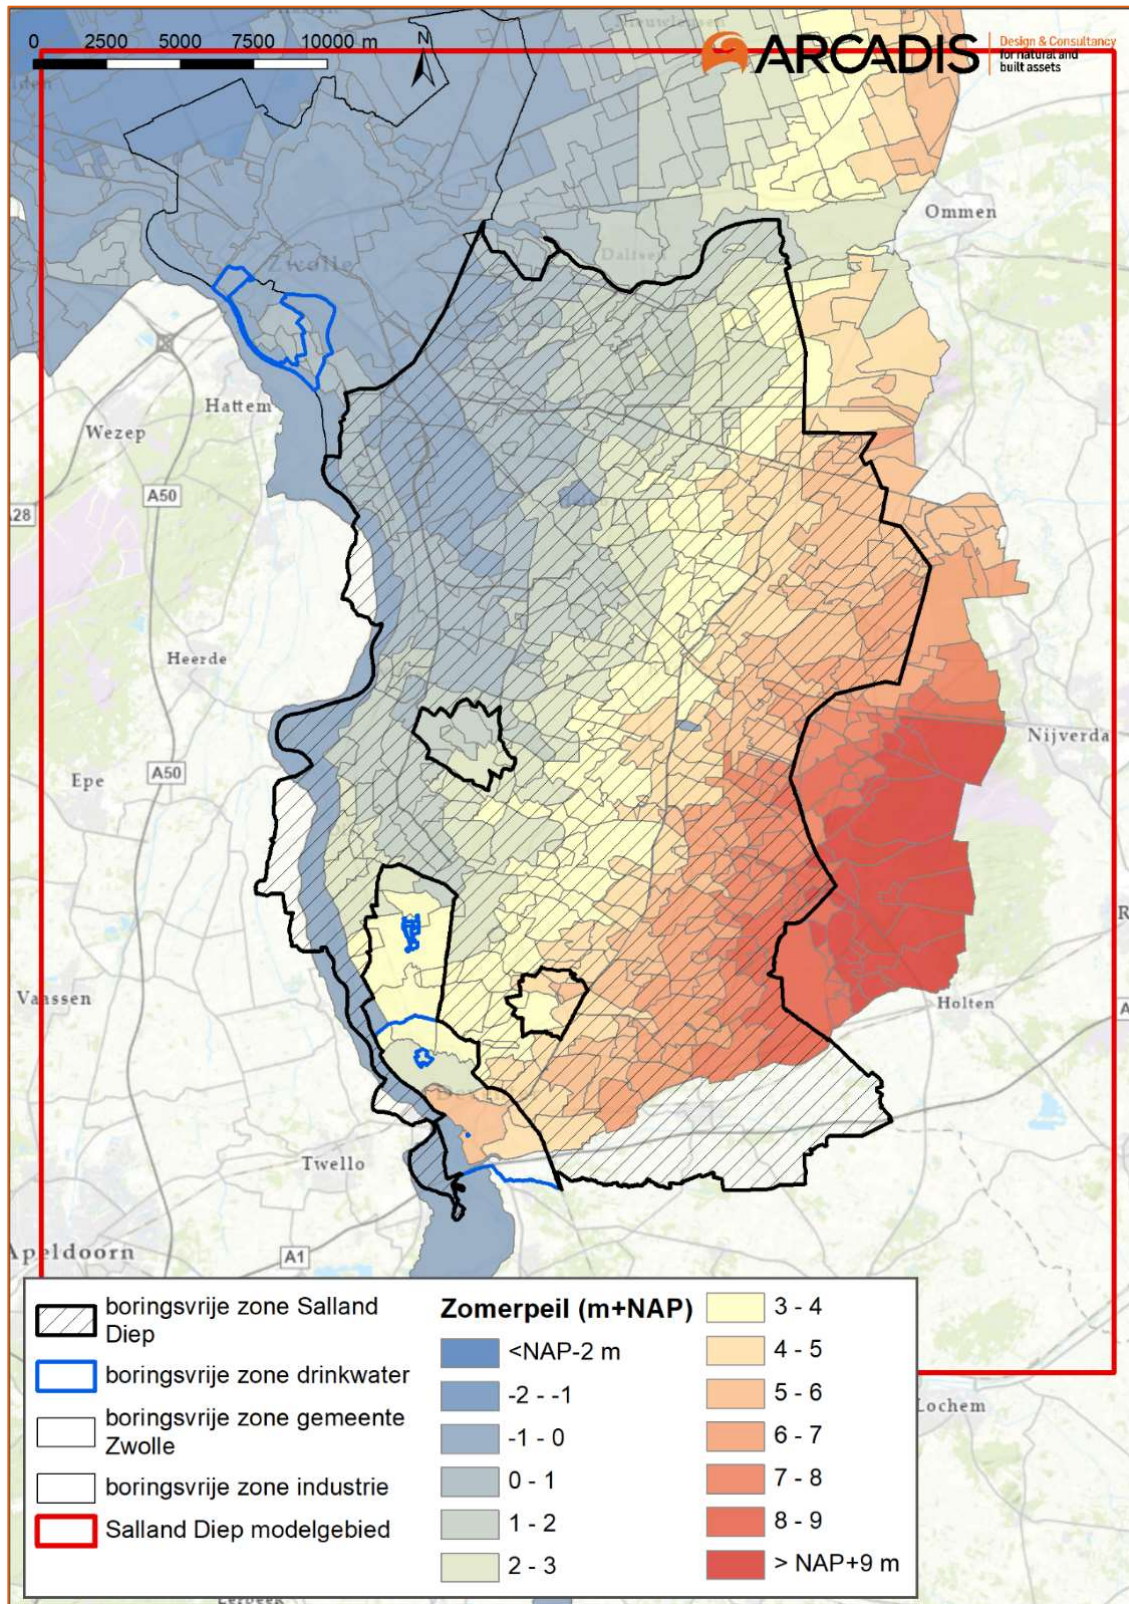 0 2500 5000 7500 10000 m
N
ARCADIS
Design & Consultancy
for natural and
built assets
Ommen
Zwolle
Dalfsen
Hattem
Wezep
A50
A28
Heerde
Nijverda
Epe
A50
Vaassen
Holten
Twello
Apeldoorn
A1
Lochem
boringsvrije zone Salland
Diep
boringsvrije zone drinkwater
boringsvrije zone gemeente
Zwolle
boringsvrije zone industrie
Salland Diep modelgebied
Zomerpeil (m+NAP)
<NAP-2 m
-2 - -1
-1 - 0
0 - 1
1 - 2
2 - 3
3 - 4
4 - 5
5 - 6
6 - 7
7 - 8
8 - 9
> NAP+9 m